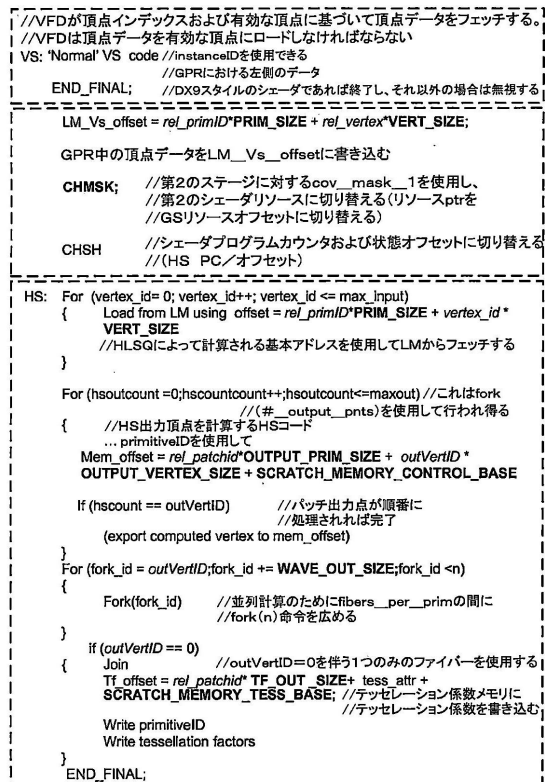 //VFDが頂点インデックスおよび有効な頂点に基づいて頂点データをフェッチする。
//VFDは頂点データを有効な頂点にロードしなければならない
VS: 'Normal' VS code //instanceIDを使用できる
//GPRにおける左側のデータ
END_FINAL; //DX9スタイルのシェーダであれば終了し、それ以外の場合は無視する
LM_Vs_offset = rel_primID*PRIM_SIZE + rel_vertex*VERT_SIZE;
GPR中の頂点データをLM__Vs__offsetに書き込む
CHMSK; //第2のステージに対するcov__mask__1を使用し、
//第2のシェーダリソースに切り替える(リソースptrを
//GSリソースオフセットに切り替える)
CHSH //シェーダプログラムカウンタおよび状態オフセットに切り替える
//(HS PC/オフセット)
HS: For (vertex_id= 0; vertex_id++; vertex_id <= max_input)
{ Load from LM using offset = rel_primID*PRIM_SIZE + vertex_id *
VERT_SIZE
//HLSQによって計算される基本アドレスを使用してLMからフェッチする
}
For (hsoutcount =0;hscountcount++;hsoutcount<=maxout) //これはfork
//(#__output__pnts)を使用して行われ得る
{ //HS出力頂点を計算するHSコード
... primitiveIDを使用して
Mem_offset = rel_patchid*OUTPUT_PRIM_SIZE + outVertID *
OUTPUT_VERTEX_SIZE + SCRATCH_MEMORY_CONTROL_BASE
If (hscount == outVertID) //パッチ出力点が順番に
//処理されれば完了
(export computed vertex to mem_offset)
}
For (fork_id = outVertID;fork_id += WAVE_OUT_SIZE;fork_id <n)
{
Fork(fork_id) //並列計算のためにfibers__per__primの間に
//fork(n)命令を広める
}
if (outVertID == 0)
{ Join //outVertID=0を伴う1つのみのファイバーを使用する
Tf_offset = rel_patchid* TF_OUT_SIZE+ tess_attr +
SCRATCH_MEMORY_TESS_BASE; //テッセレーション係数メモリに
//テッセレーション係数を書き込む
Write primitiveID
Write tessellation factors
}
END_FINAL;